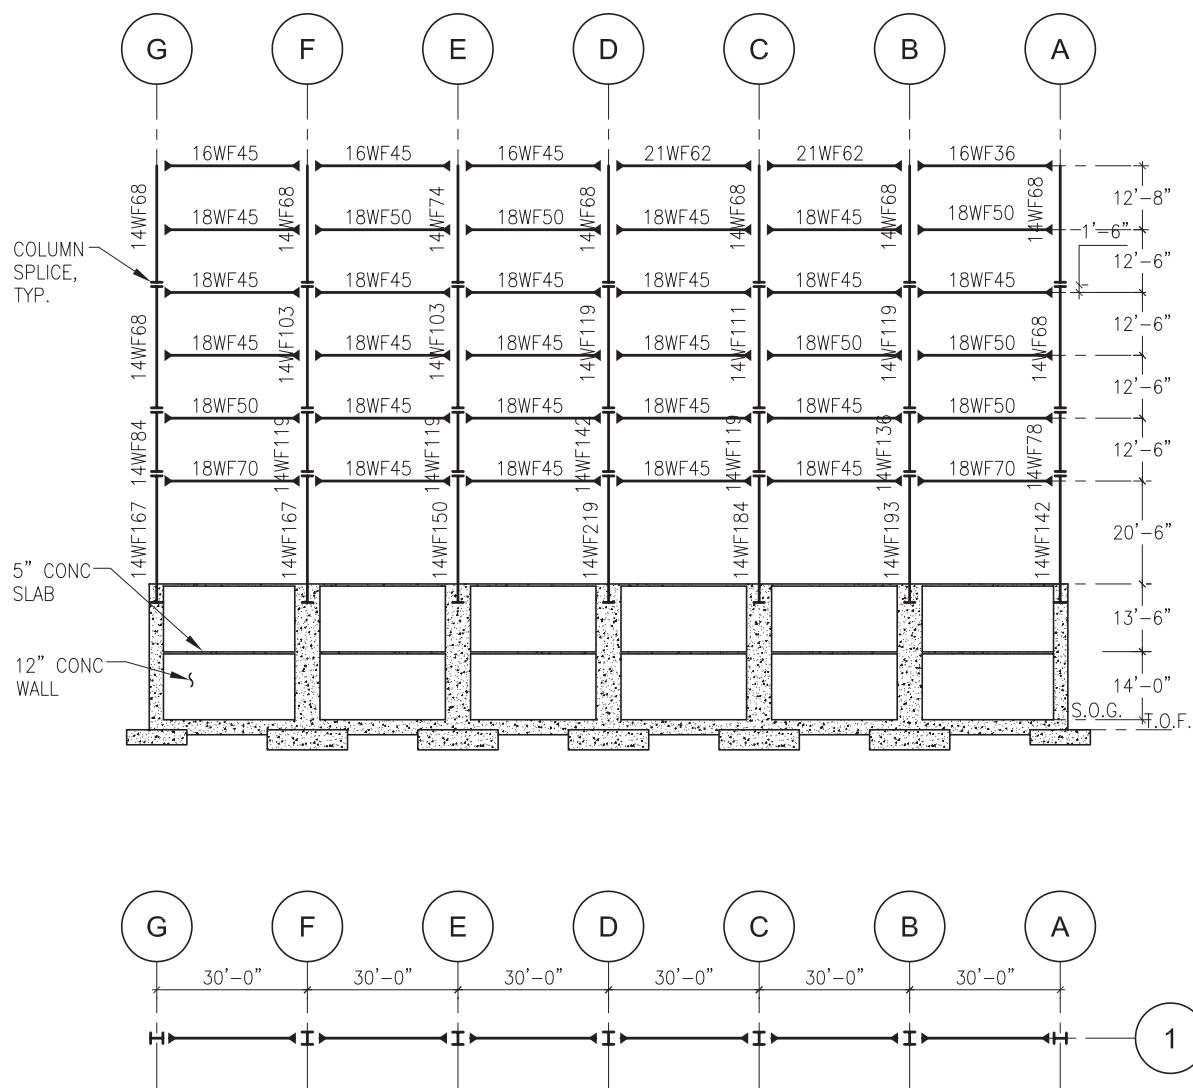 G F E D C B A
16WF45 16WF45 16WF45 21WF62 21WF62 16WF36
14WF68 14WF68 14WF74 14WF68 14WF68 14WF68 14WF68
12'-8"
18WF45 18WF50 18WF50 18WF45 18WF45 18WF50
1'-6"
COLUMN
SPLICE,
TYP.
12'-6"
18WF45 18WF45 18WF45 18WF45 18WF45 18WF45
14WF68 14WF103 14WF103 14WF119 14WF111 14WF119 14WF68
12'-6"
18WF45 18WF45 18WF45 18WF45 18WF50 18WF50
12'-6"
18WF50 18WF45 18WF45 18WF45 18WF45 18WF50
14WF84 14WF119 14WF119 14WF142 14WF119 14WF136 14WF78
12'-6"
18WF70 18WF45 18WF45 18WF45 18WF45 18WF70
14WF167 14WF167 14WF150 14WF219 14WF184 14WF193 14WF142
20'-6"
5" CONC
SLAB
13'-6"
12" CONC
WALL
14'-0"
S.O.G.
T.O.F.
G F E D C B A
30'-0" 30'-0" 30'-0" 30'-0" 30'-0" 30'-0"
1